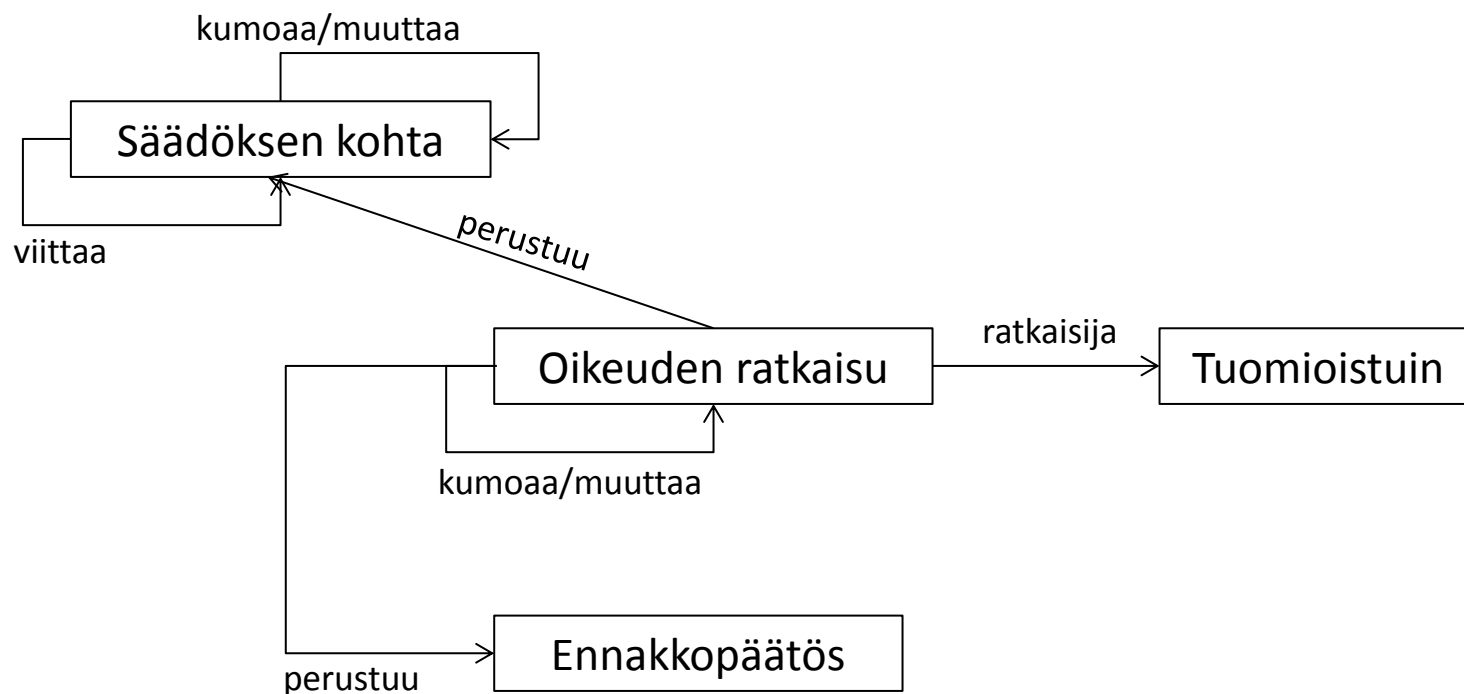 kumoaa/muuttaa
Säädöksen kohta
viittaa
perustuu
Oikeuden ratkaisu
ratkaisija
Tuomioistuin
kumoaa/muuttaa
Ennakkopäätös
perustuu